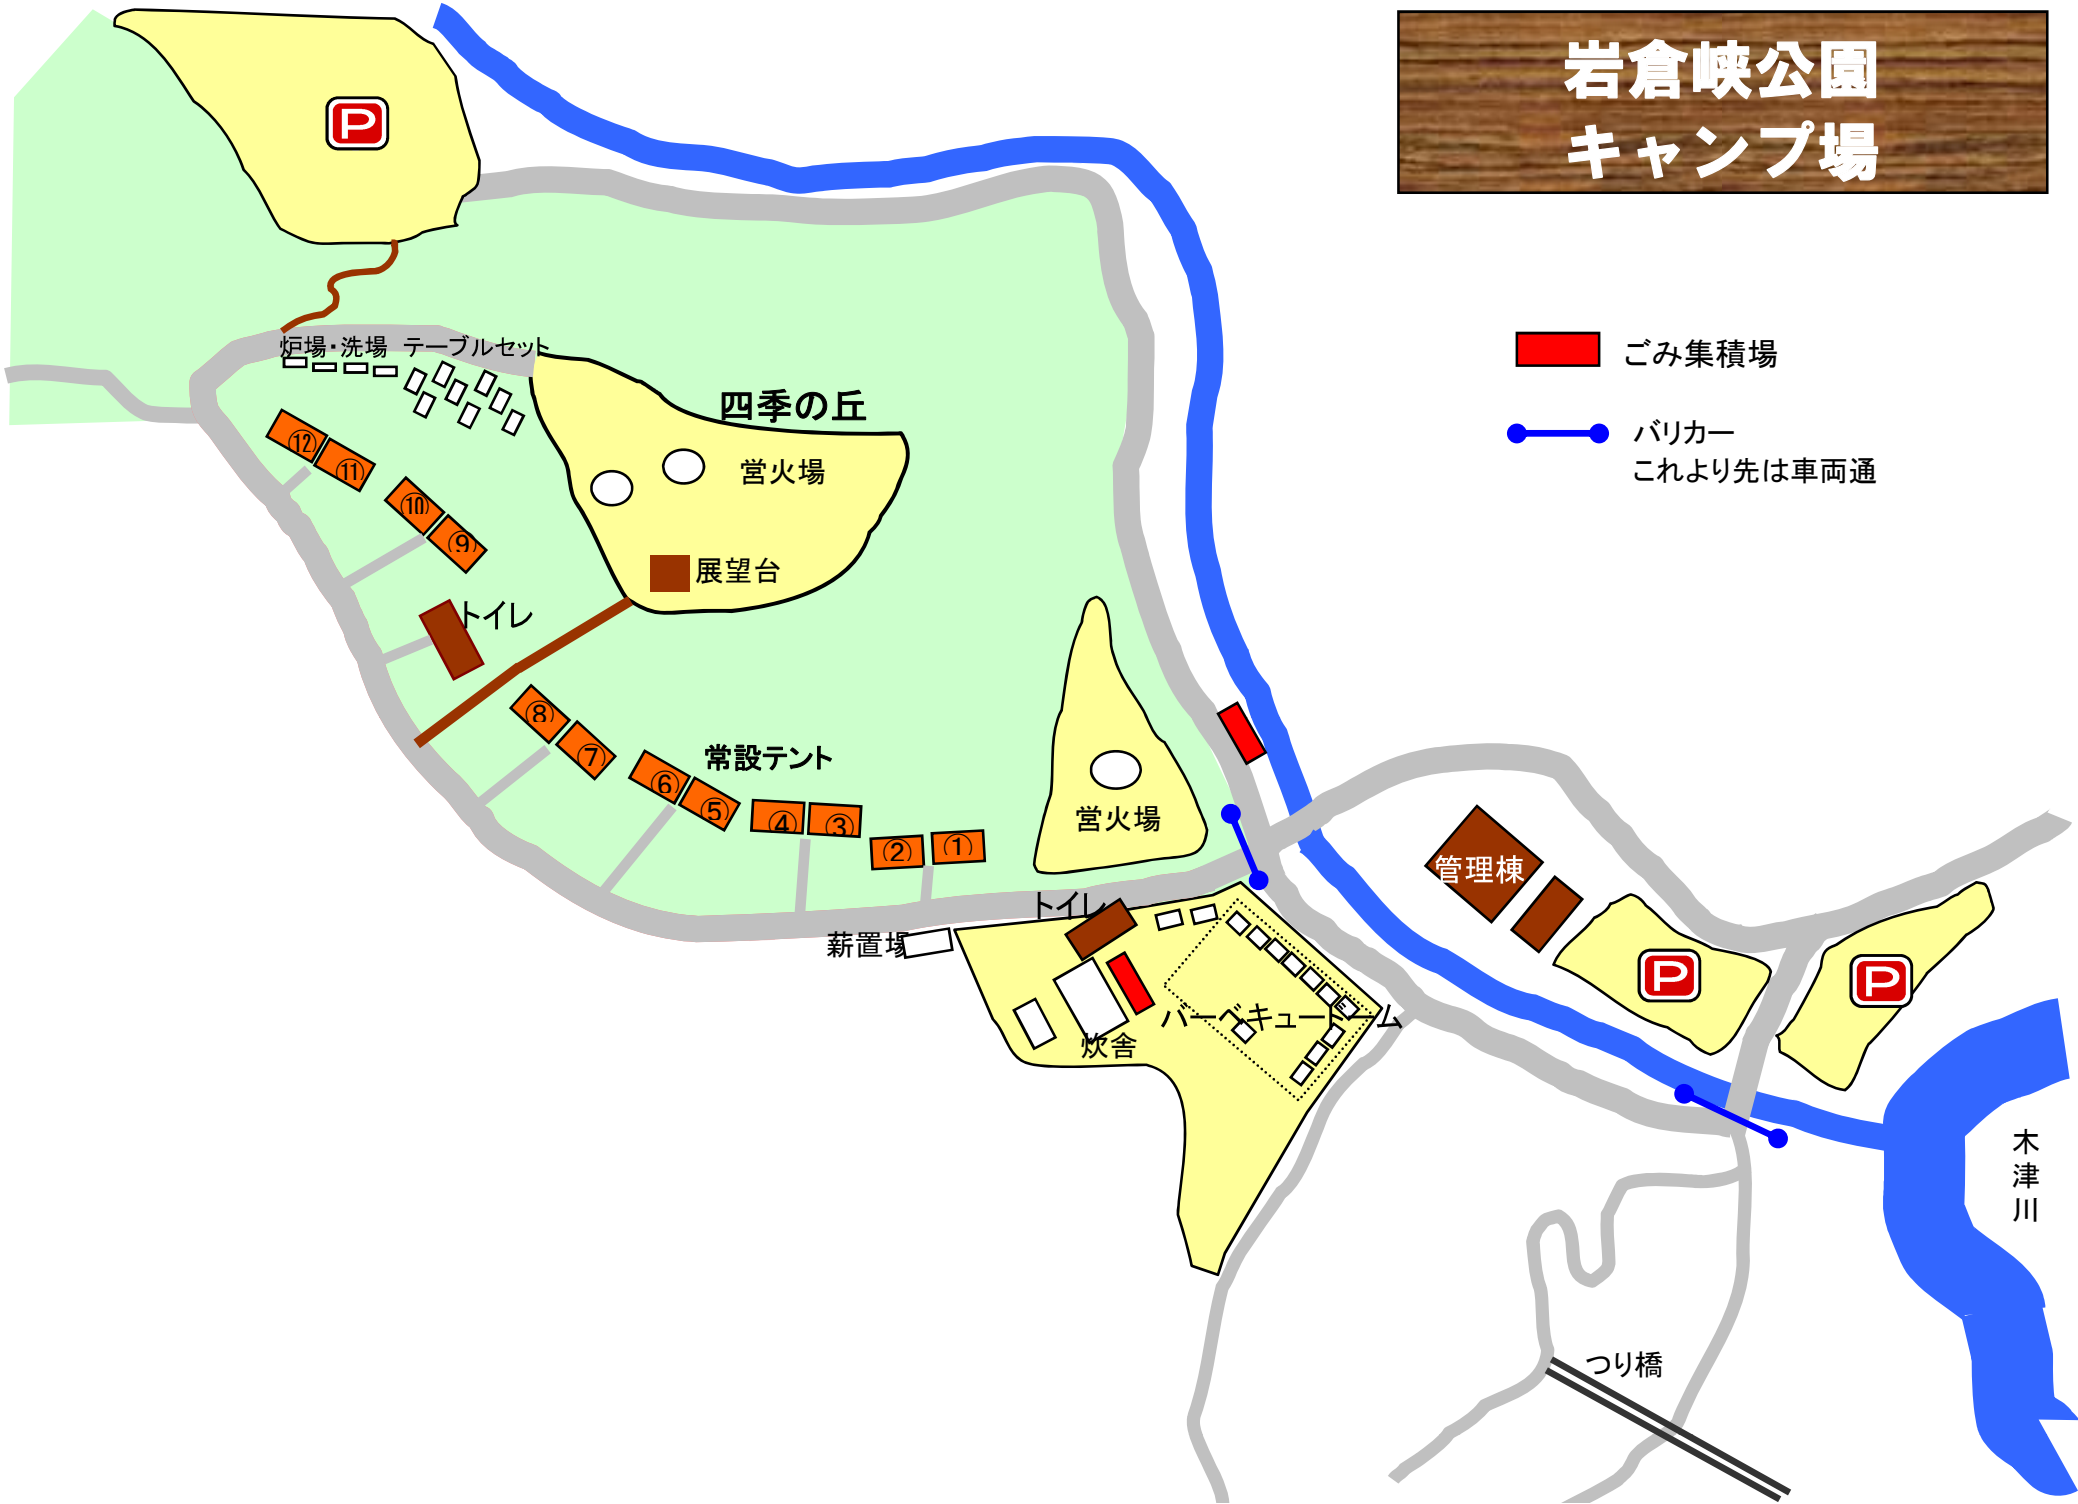 岩倉峡公園
キャンプ場
P
炉場・洗場 テーブルセット
四季の丘
営火場
展望台
ごみ集積場
バリカー
これより先は車両通
⑫
⑪
⑩
⑨
トイレ
⑧
⑦
⑥
⑤
常設テント
④
③
②
①
営火場
管理棟
トイレ
薪置場
炊舎
バーベキュードーム
P
P
木津川
つり橋